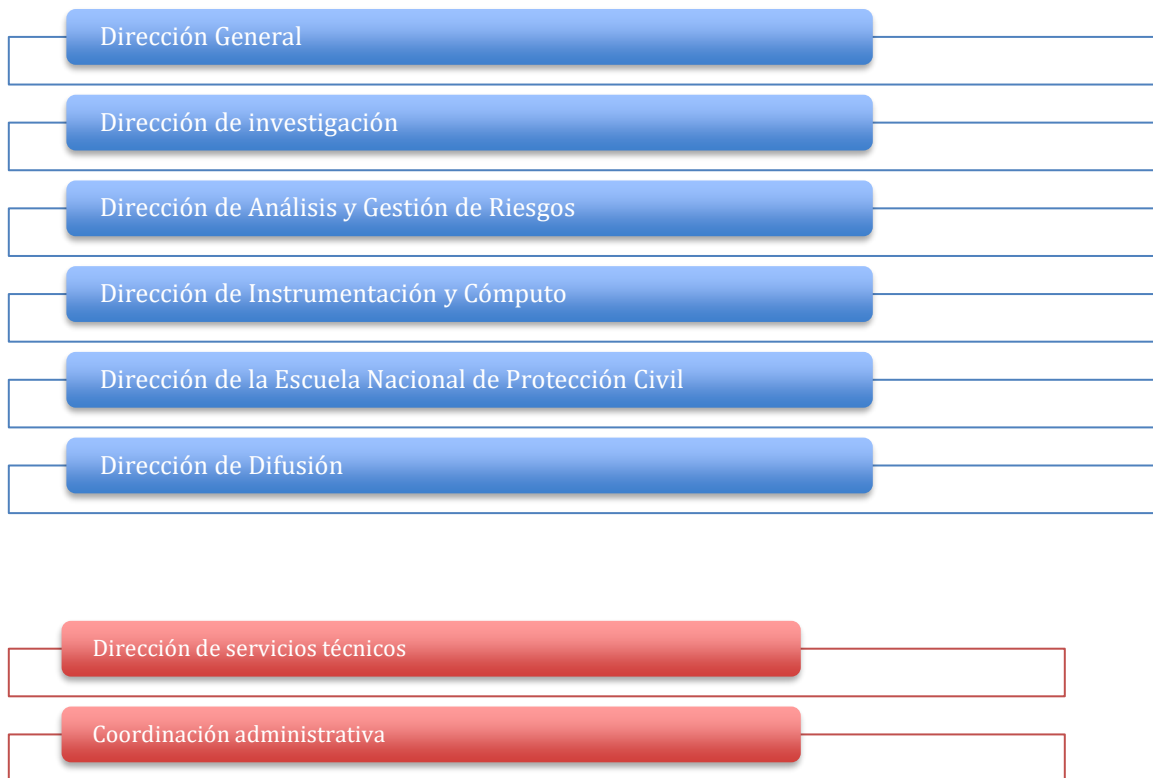 Dirección General
Dirección de investigación
Dirección de Análisis y Gestión de Riesgos
Dirección de Instrumentación y Cómputo
Dirección de la Escuela Nacional de Protección Civil
Dirección de Difusión
Dirección de servicios técnicos
Coordinación administrativa